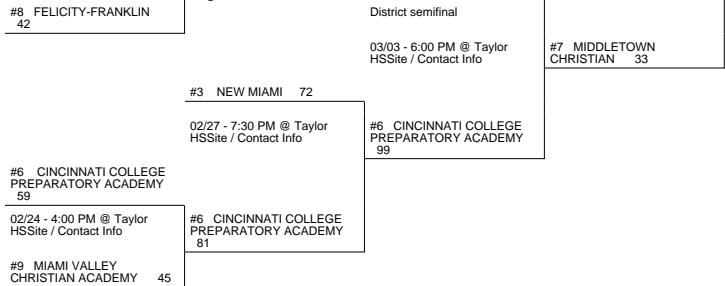 #8 FELICITY-FRANKLIN
42
District semifinal
03/03 - 6:00 PM @ Taylor
HSSite / Contact Info
#7 MIDDLETOWN
CHRISTIAN 33
#3 NEW MIAMI 72
02/27 - 7:30 PM @ Taylor
HSSite / Contact Info
#6 CINCINNATI COLLEGE
PREPARATORY ACADEMY
99
#6 CINCINNATI COLLEGE
PREPARATORY ACADEMY
59
02/24 - 4:00 PM @ Taylor
HSSite / Contact Info
#6 CINCINNATI COLLEGE
PREPARATORY ACADEMY
81
#9 MIAMI VALLEY
CHRISTIAN ACADEMY 45